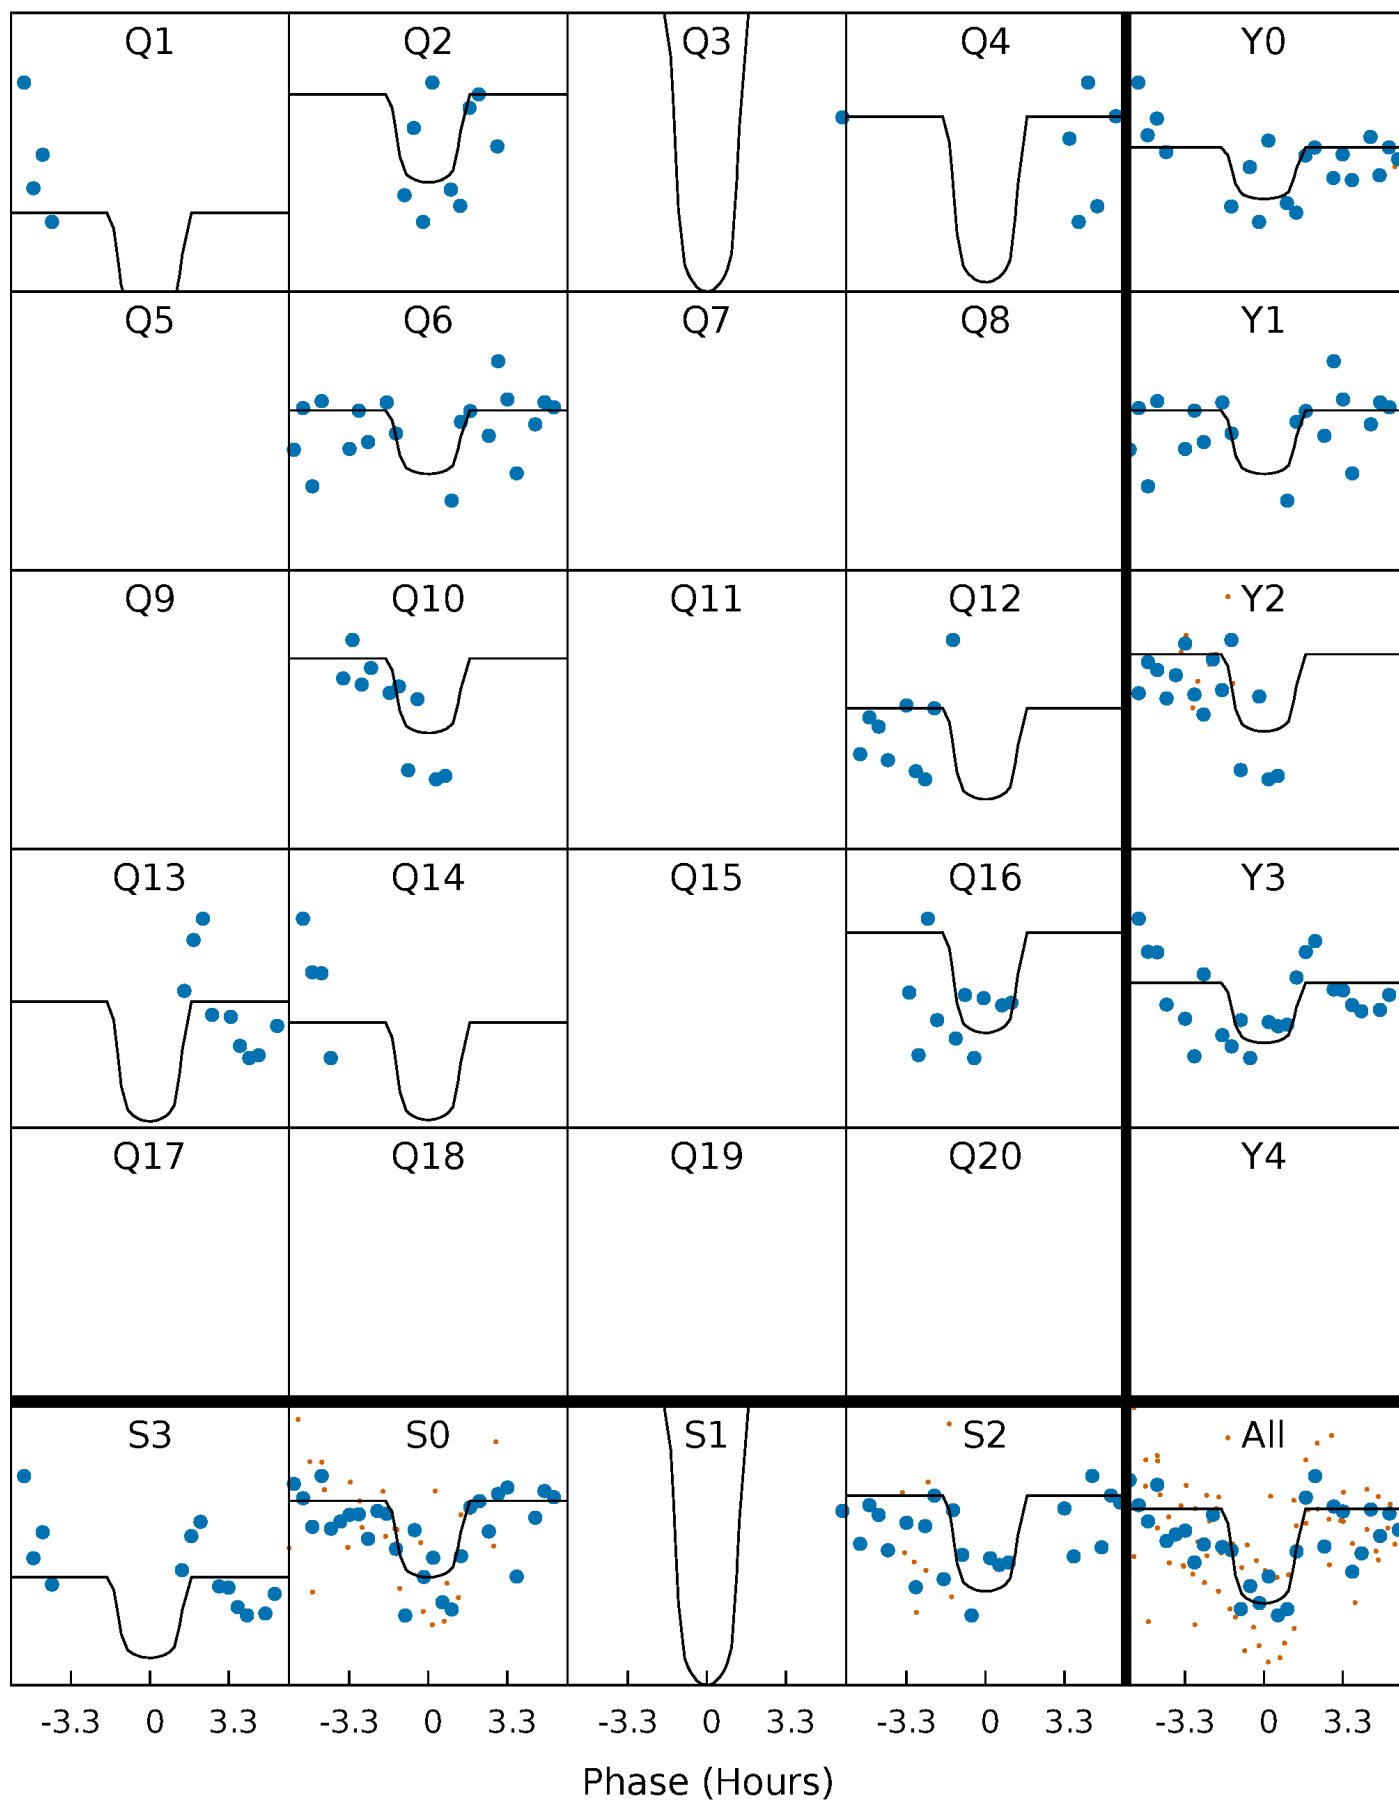 Q1 Q2 Q3 Q4 Y0
Q5 Q6 Q7 Q8 Y1
Q9 Q10 Q11 Q12 Y2
Q13 Q14 Q15 Q16 Y3
Q17 Q18 Q19 Q20 Y4
S3 S0 S1 S2 All
-3.3 0 3.3 -3.3 0 3.3 -3.3 0 3.3 -3.3 0 3.3 -3.3 0 3.3
Phase (Hours)